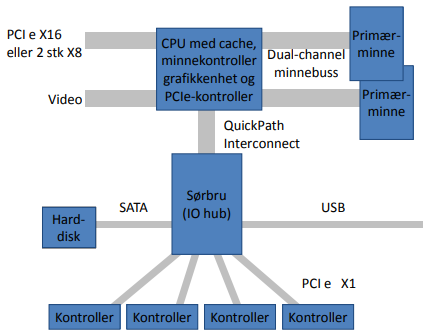 PCI e X16
eller 2 stk X8
Video
CPU med cache,
minnekontroller
grafikkenhet og
PCIe-kontroller
Dual-channel
minnebuss
Primær-
minne
Primær-
minne
QuickPath
Interconnect
Sørbru
(IO hub)
SATA
USB
Hard-
disk
PCI e   X1
Kontroller
Kontroller
Kontroller
Kontroller